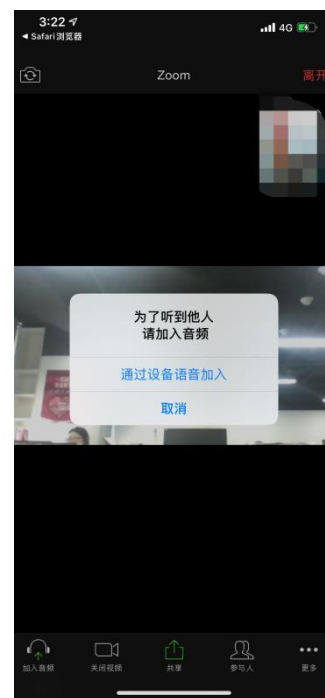 3:22
4G
◀ Safari浏览器
Zoom
离开
为了听到他人
请加入音频
通过设备语音加入
取消
加入音频
关闭视频
共享
参与人
更多